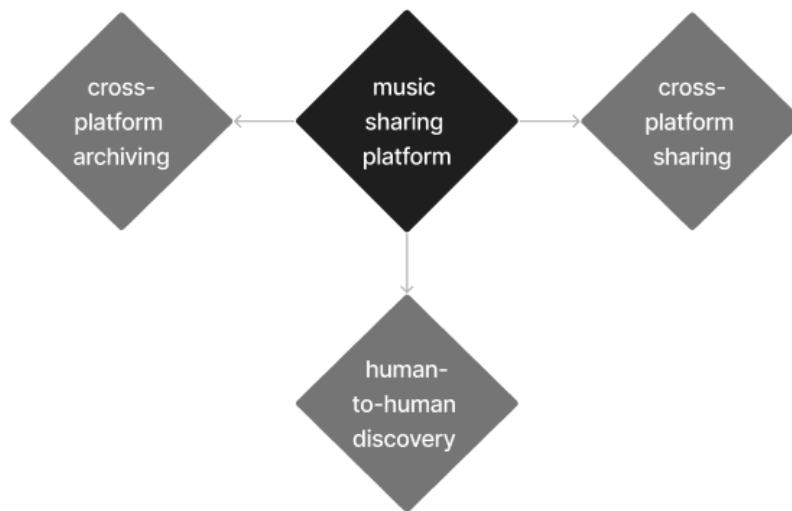 cross-
platform
archiving
music
sharing
platform
cross-
platform
sharing
human-
to-human
discovery